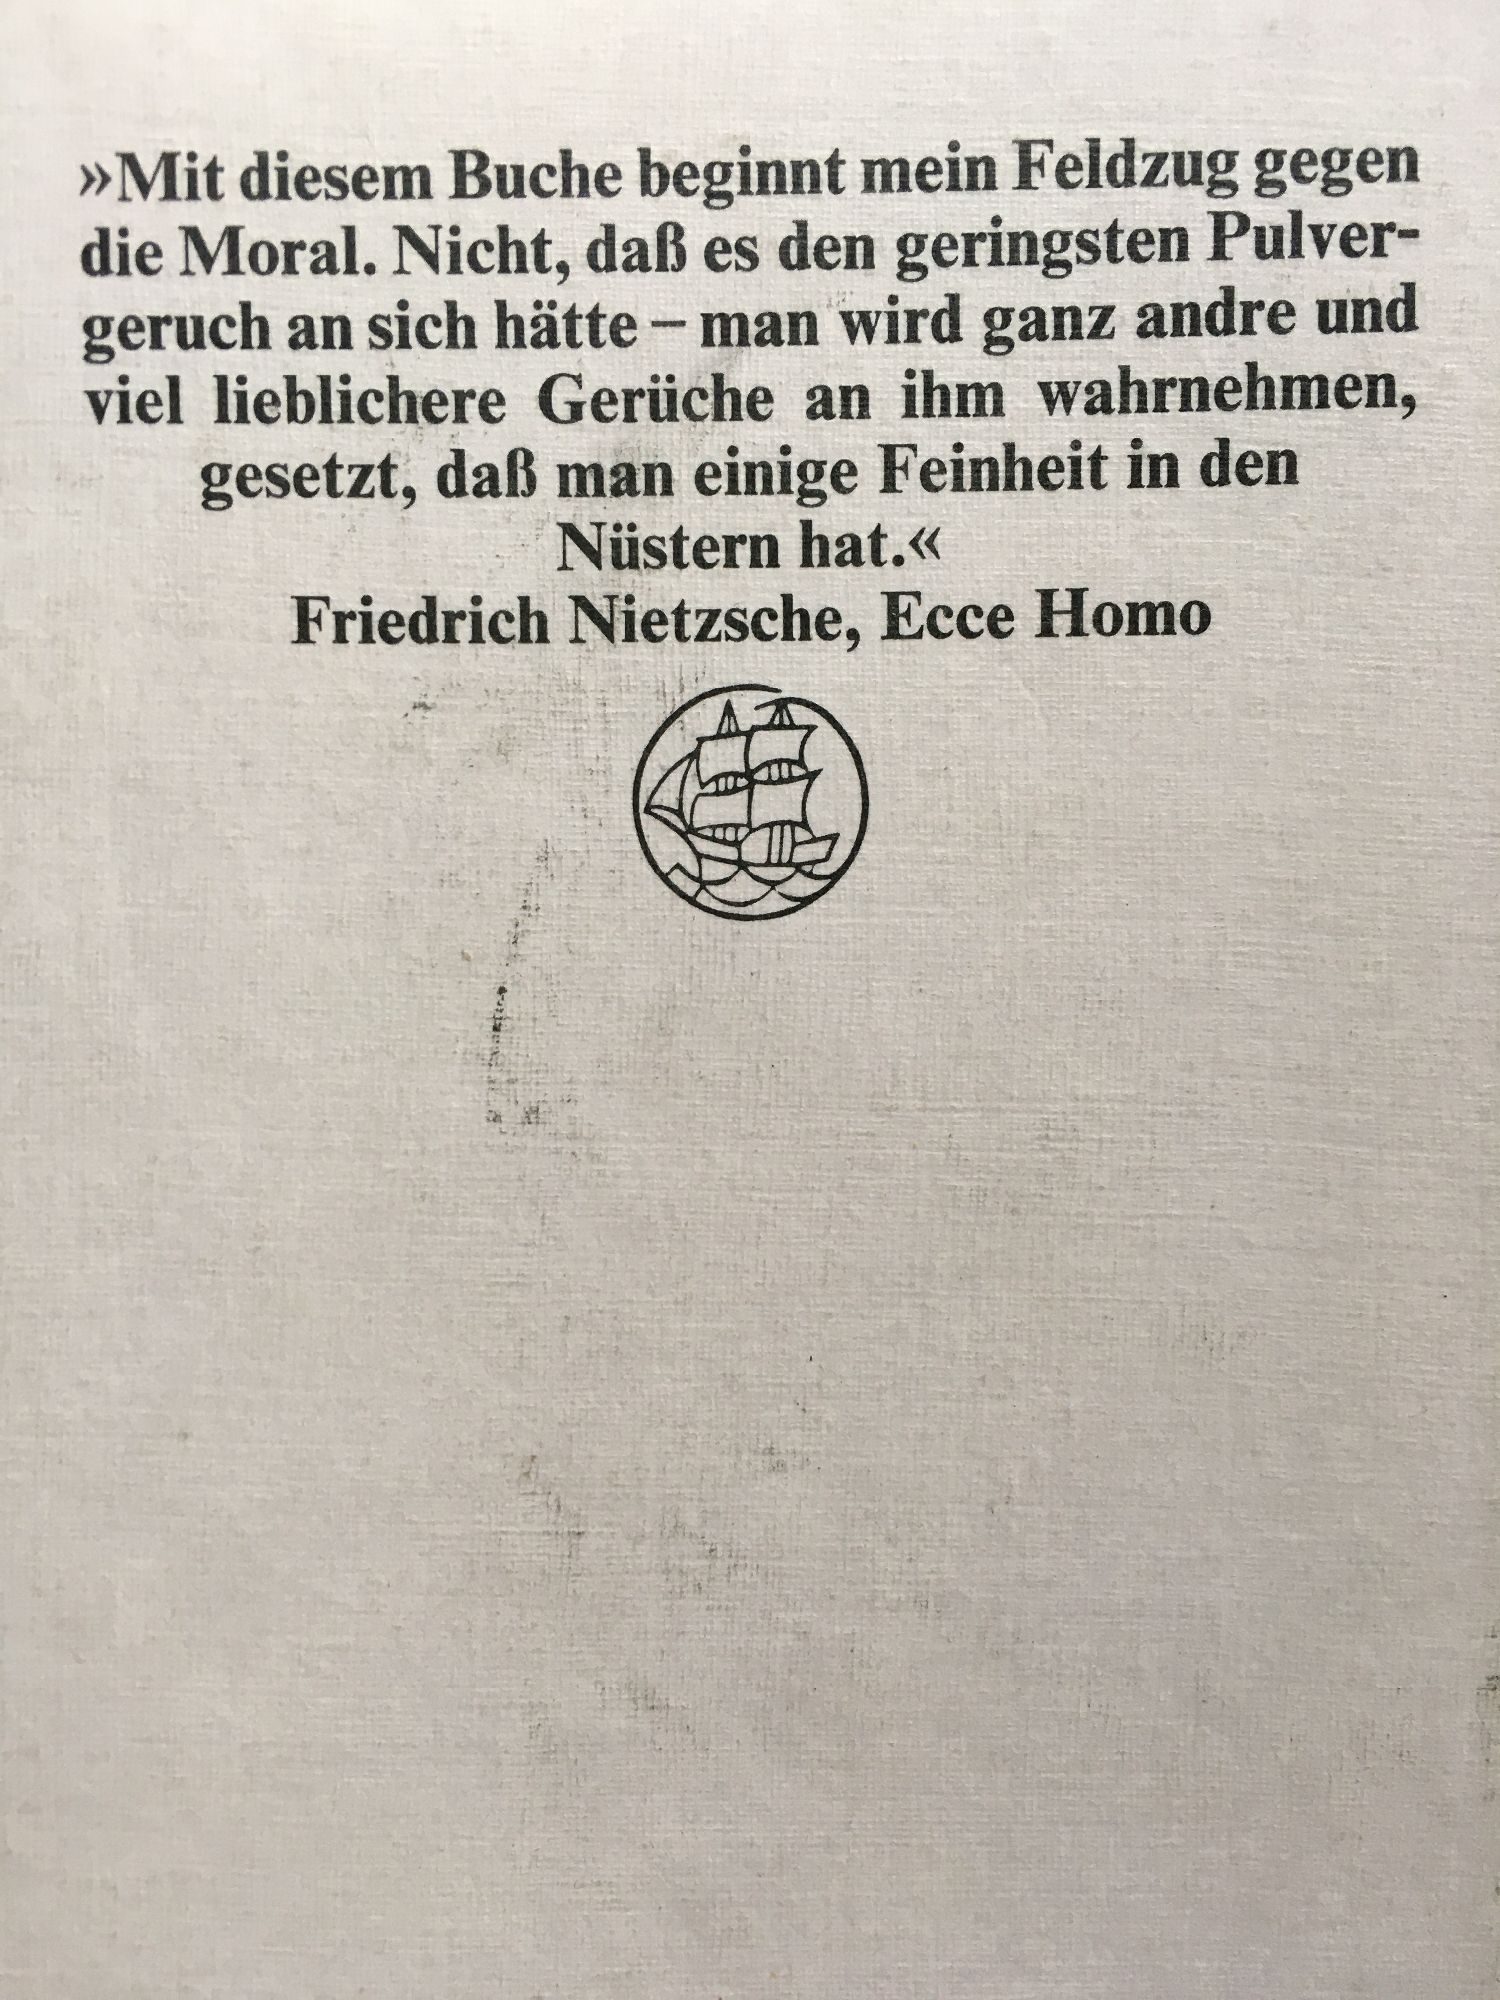 »Mit diesem Buche beginnt mein Feldzug gegen
die Moral. Nicht, daß es den geringsten Pulver-
geruch an sich hätte – man wird ganz andre und
viel lieblichere Gerüche an ihm wahrnehmen,
gesetzt, daß man einige Feinheit in den
Nüstern hat.«
Friedrich Nietzsche, Ecce Homo